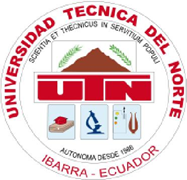 UNIVERSIDAD TECNICA DEL NORTE
SCIENTIA ET THECNICUS IN SERVITIUM POPULI
UTN
AUTONOMA DESDE 1986
IBARRA - ECUADOR